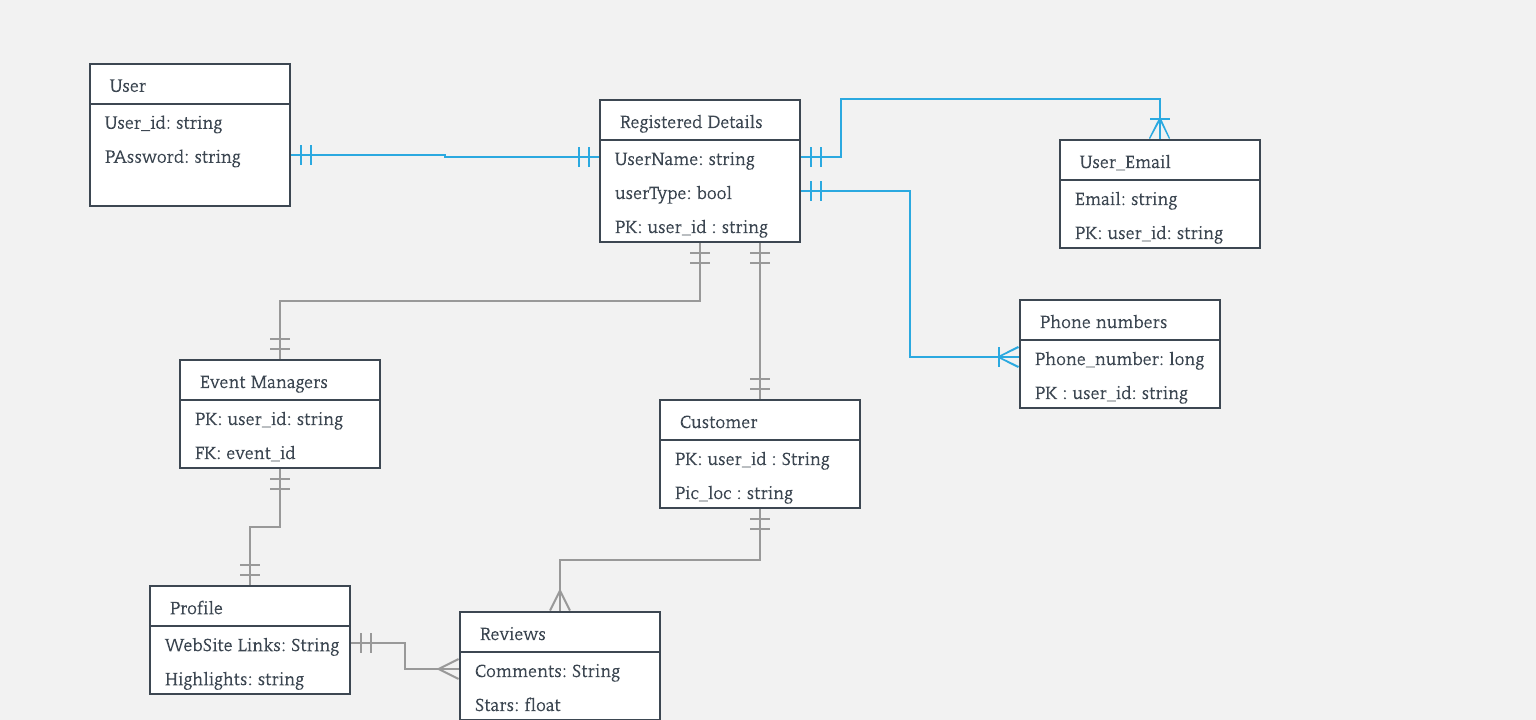 User
User_id: string
PAssword: string
Registered Details
UserName: string
userType: bool
PK: user_id : string
User_Email
Email: string
PK: user_id: string
Phone numbers
Phone_number: long
PK : user_id: string
Event Managers
PK: user_id: string
FK: event_id
Customer
PK: user_id : String
Pic_loc : string
Profile
WebSite Links: String
Highlights: string
Reviews
Comments: String
Stars: float